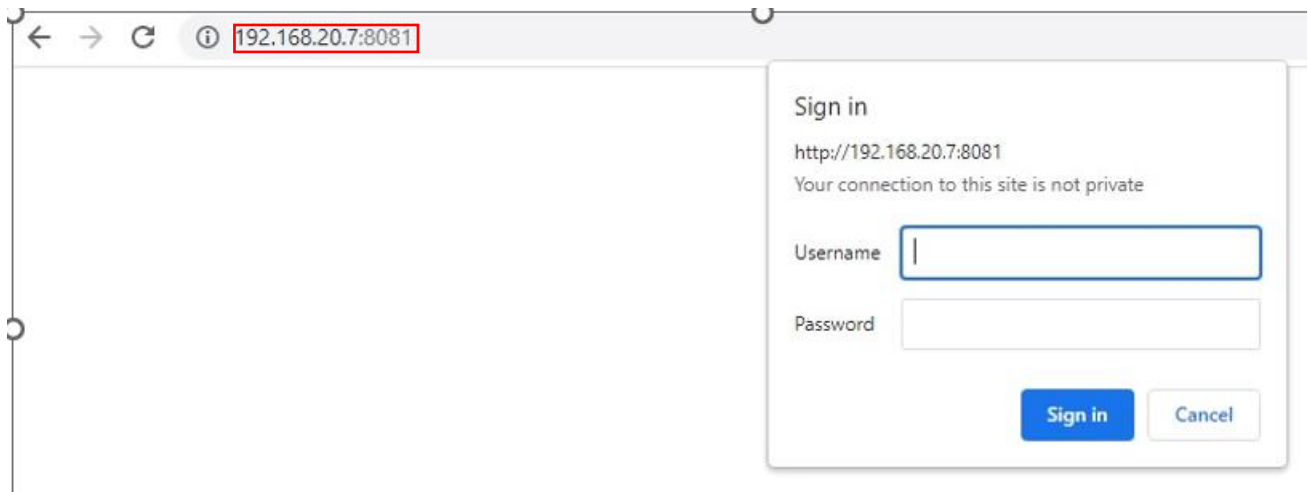 192.168.20.7:8081
Sign in
http://192.168.20.7:8081
Your connection to this site is not private
Username
Password
Sign in
Cancel